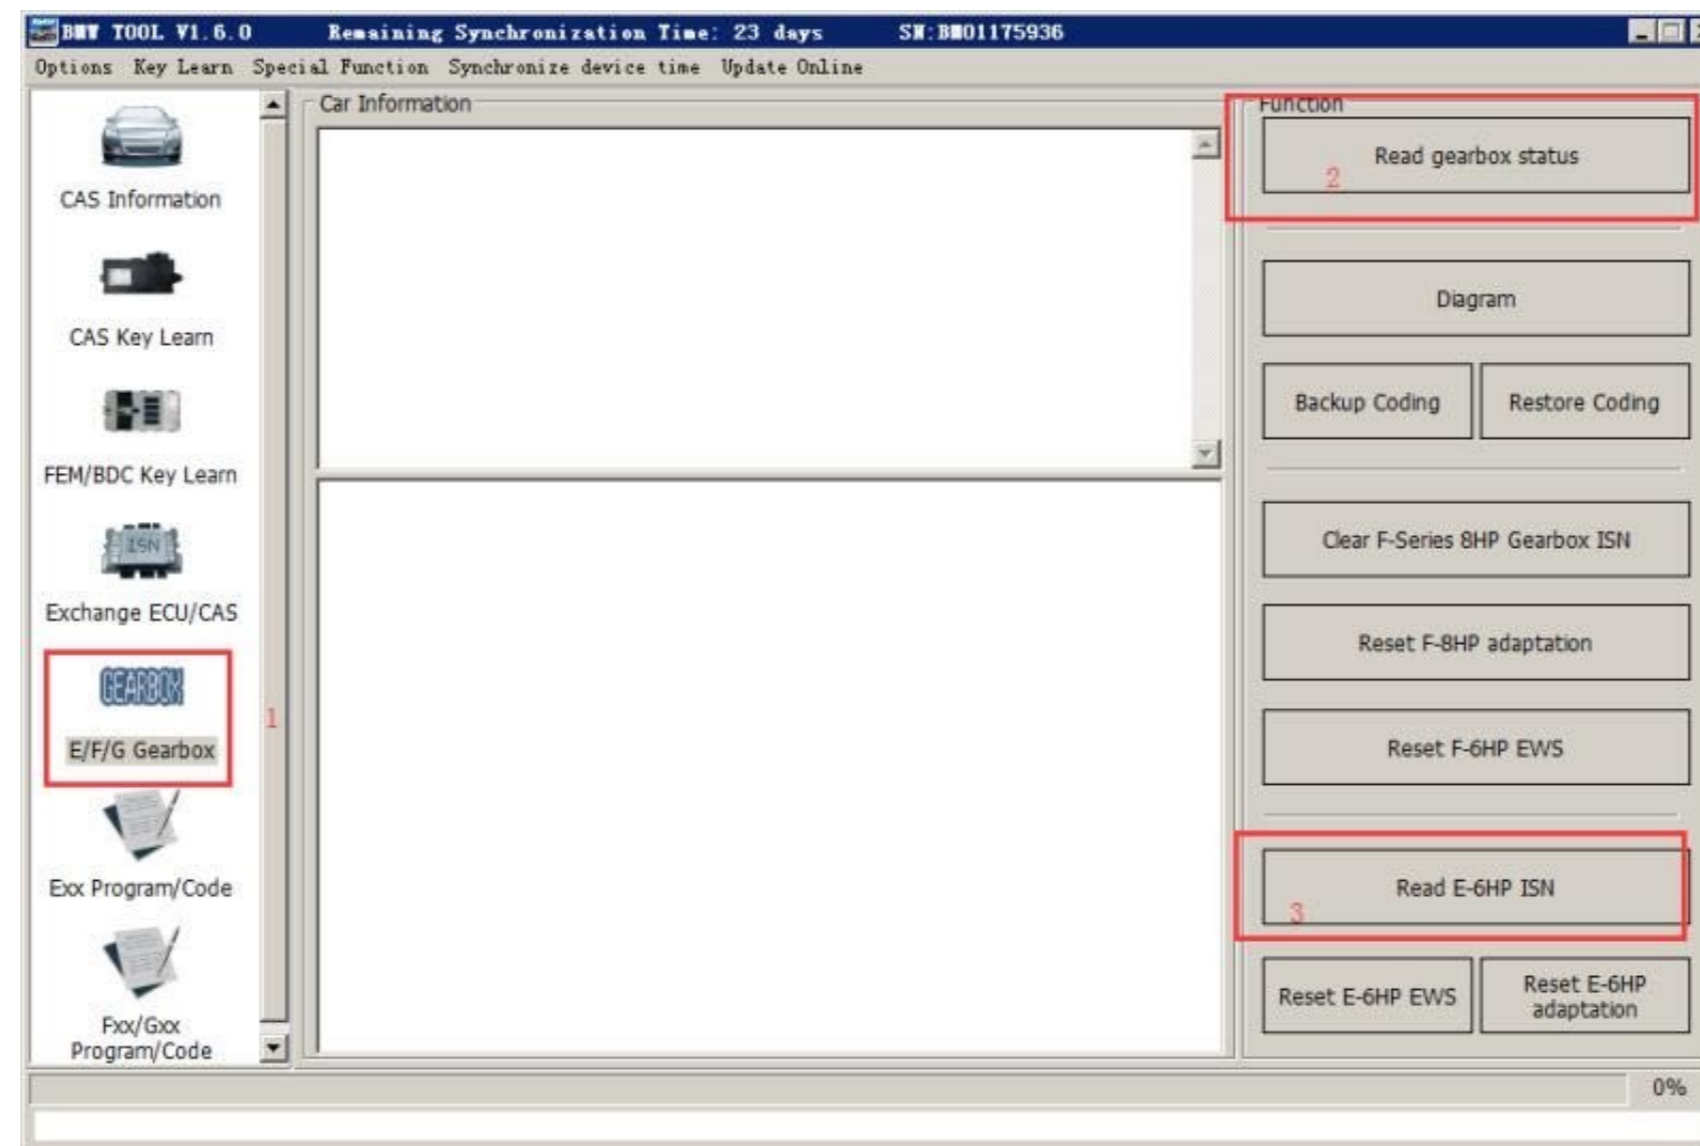 BMW TOOL V1.6.0 Remaining Synchronization Time: 23 days SN:BM01175936
Options Key Learn Special Function Synchronize device time Update Online
CAS Information
CAS Key Learn
FEM/BDC Key Learn
ISN
Exchange ECU/CAS
GEARBOX
E/F/G Gearbox
1
Exx Program/Code
Fxx/Gxx
Program/Code
Car Information
Function
Read gearbox status
2
Diagram
Backup Coding
Restore Coding
Clear F-Series 8HP Gearbox ISN
Reset F-8HP adaptation
Reset F-6HP EWS
Read E-6HP ISN
3
Reset E-6HP EWS
Reset E-6HP
adaptation
0%